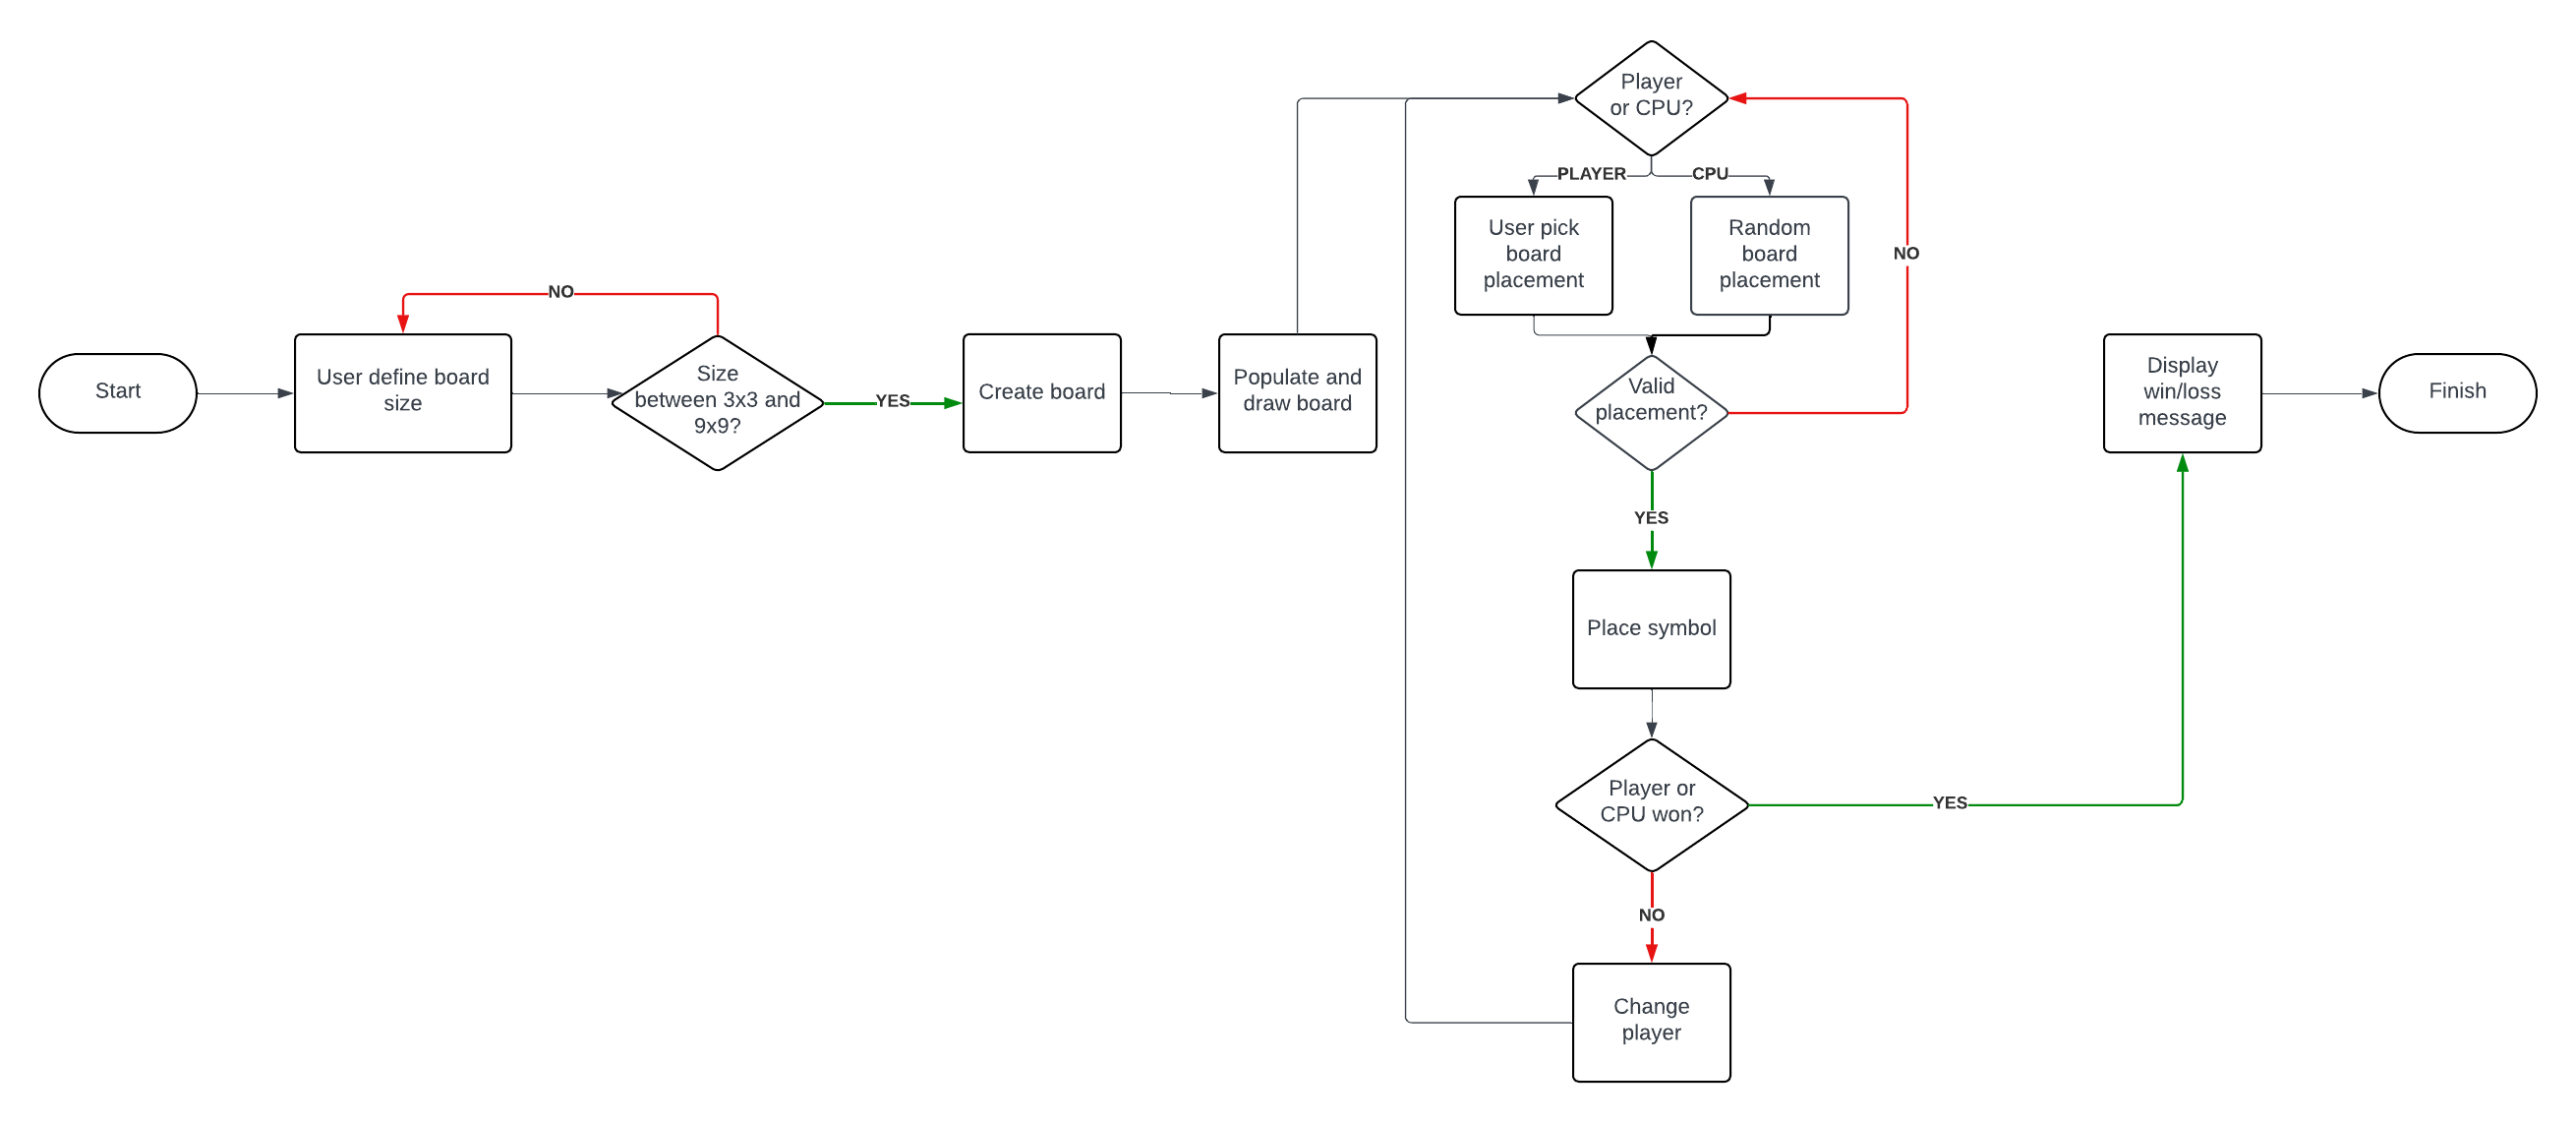 Start
User define board
size
NO
Size
between 3x3 and
9x9?
YES
Create board
Populate and
draw board
Player
or CPU?
PLAYER
CPU
User pick
board
placement
Random
board
placement
NO
Valid
placement?
YES
Place symbol
Player or
CPU won?
YES
NO
Change
player
Display
win/loss
message
Finish